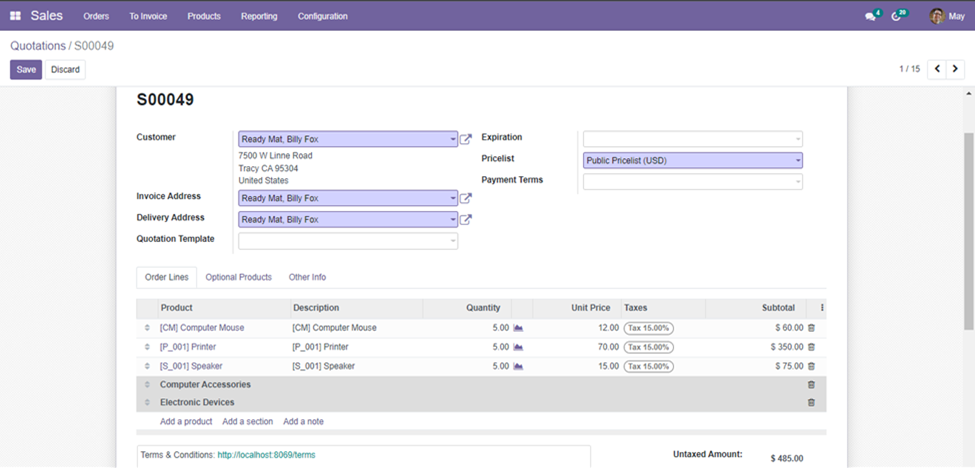 Sales Orders To Invoice Products Reporting Configuration 4 20 May
Quotations / S00049
Save Discard 1 / 15
S00049
Customer Ready Mat, Billy Fox Expiration
7500 W Linne Road
Tracy CA 95304
United States
Pricelist Public Pricelist (USD)
Payment Terms
Invoice Address Ready Mat, Billy Fox
Delivery Address Ready Mat, Billy Fox
Quotation Template
Order Lines Optional Products Other Info
Product Description Quantity Unit Price Taxes Subtotal
[CM] Computer Mouse [CM] Computer Mouse 5.00 12.00 Tax 15.00% $ 60.00
[P_001] Printer [P_001] Printer 5.00 70.00 Tax 15.00% $ 350.00
[S_001] Speaker [S_001] Speaker 5.00 15.00 Tax 15.00% $ 75.00
Computer Accessories
Electronic Devices
Add a product Add a section Add a note
Terms & Conditions: http://localhost:8069/terms Untaxed Amount: $ 485.00